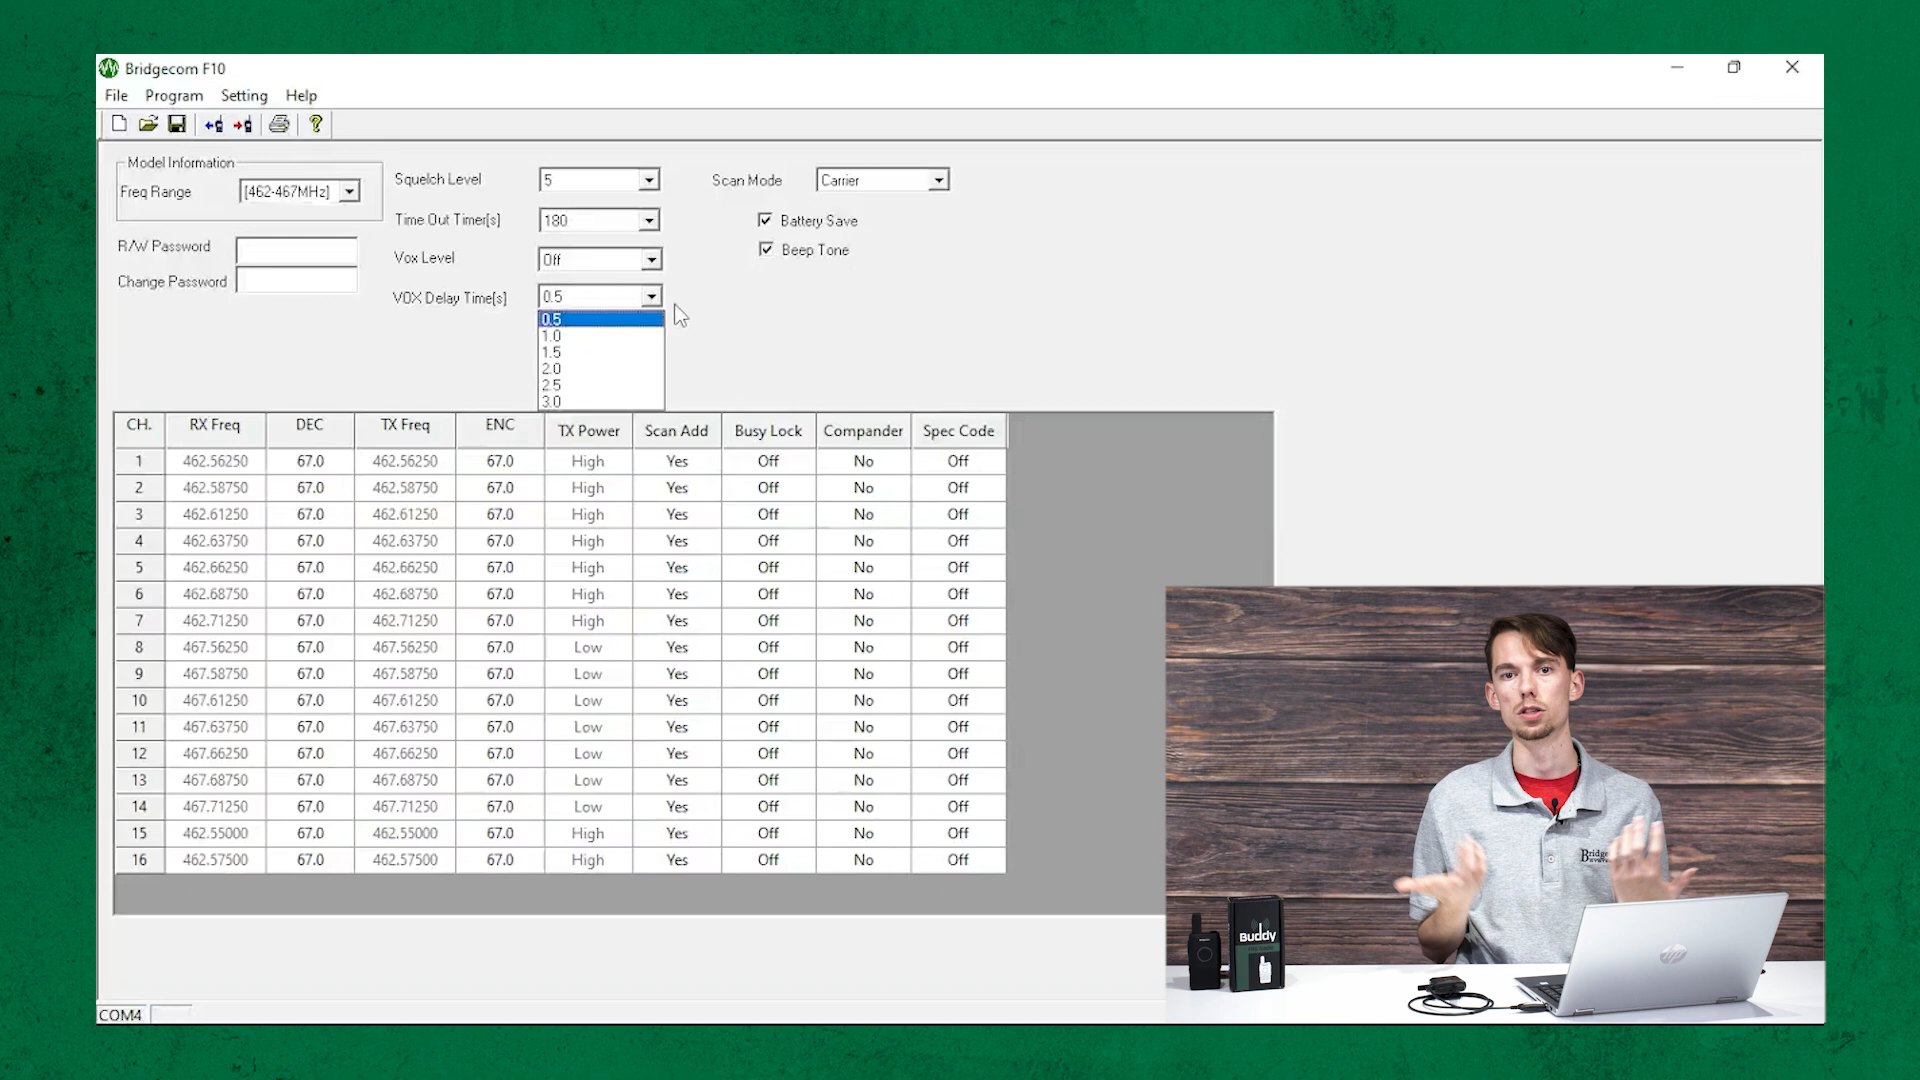 Bridgecom F10
File Program Setting Help
Model Information
Freq Range [462-467MHz]
R/W Password
Change Password
Squelch Level 5
Time Out Timer[s] 180
Vox Level Off
VOX Delay Time[s] 0.5
0.5
1.0
1.5
2.0
2.5
3.0
Scan Mode Carrier
Battery Save
Beep Tone
CH. RX Freq DEC TX Freq ENC TX Power Scan Add Busy Lock Compander Spec Code
1 462.56250 67.0 462.56250 67.0 High Yes Off No Off
2 462.58750 67.0 462.58750 67.0 High Yes Off No Off
3 462.61250 67.0 462.61250 67.0 High Yes Off No Off
4 462.63750 67.0 462.63750 67.0 High Yes Off No Off
5 462.66250 67.0 462.66250 67.0 High Yes Off No Off
6 462.68750 67.0 462.68750 67.0 High Yes Off No Off
7 462.71250 67.0 462.71250 67.0 High Yes Off No Off
8 467.56250 67.0 467.56250 67.0 Low Yes Off No Off
9 467.58750 67.0 467.58750 67.0 Low Yes Off No Off
10 467.61250 67.0 467.61250 67.0 Low Yes Off No Off
11 467.63750 67.0 467.63750 67.0 Low Yes Off No Off
12 467.66250 67.0 467.66250 67.0 Low Yes Off No Off
13 467.68750 67.0 467.68750 67.0 Low Yes Off No Off
14 467.71250 67.0 467.71250 67.0 Low Yes Off No Off
15 462.55000 67.0 462.55000 67.0 High Yes Off No Off
16 462.57500 67.0 462.57500 67.0 High Yes Off No Off
Buddy
hp
COM4